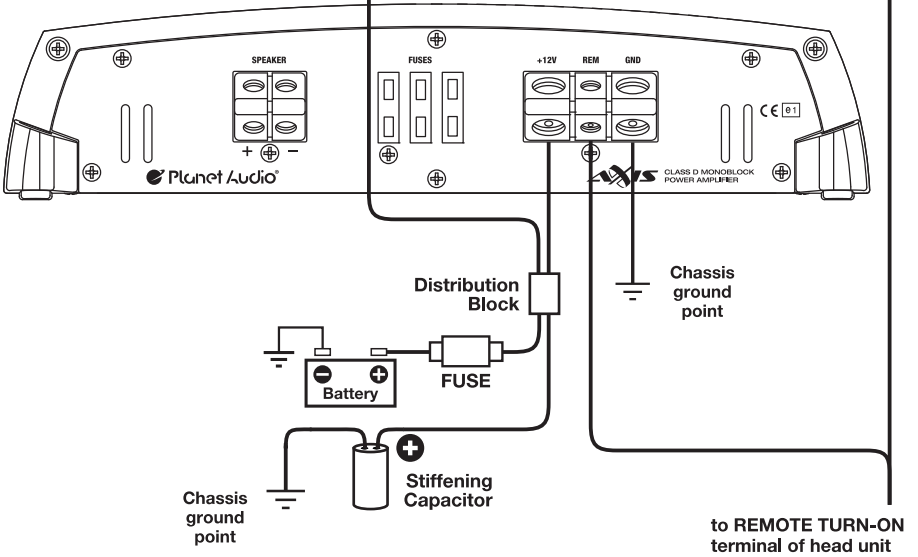 SPEAKER
FUSES
+12V REM GND
CE e1
+ −
Planet Audio®
AXIS
CLASS D MONOBLOCK
POWER AMPLIFIER
Distribution
Block
Chassis
ground
point
FUSE
Battery
Stiffening
Capacitor
Chassis
ground
point
to REMOTE TURN-ON
terminal of head unit